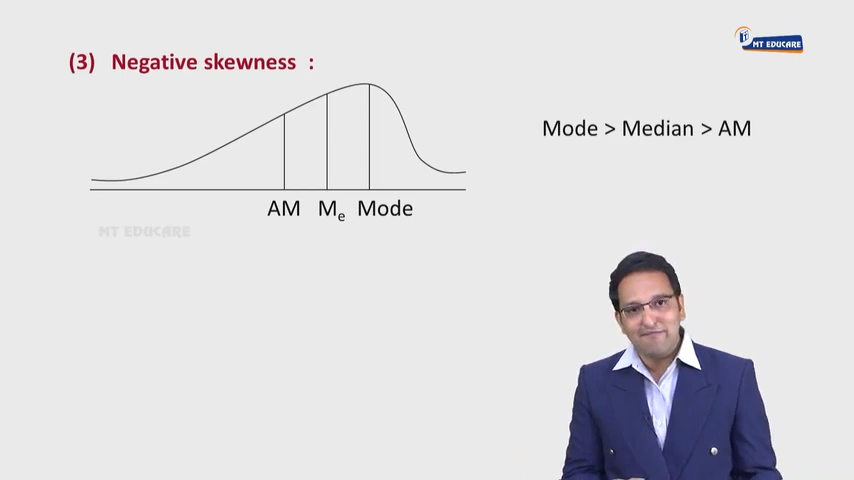 MT EDUCARE
(3) Negative skewness :
Mode > Median > AM
AM Me Mode
MT EDUCARE